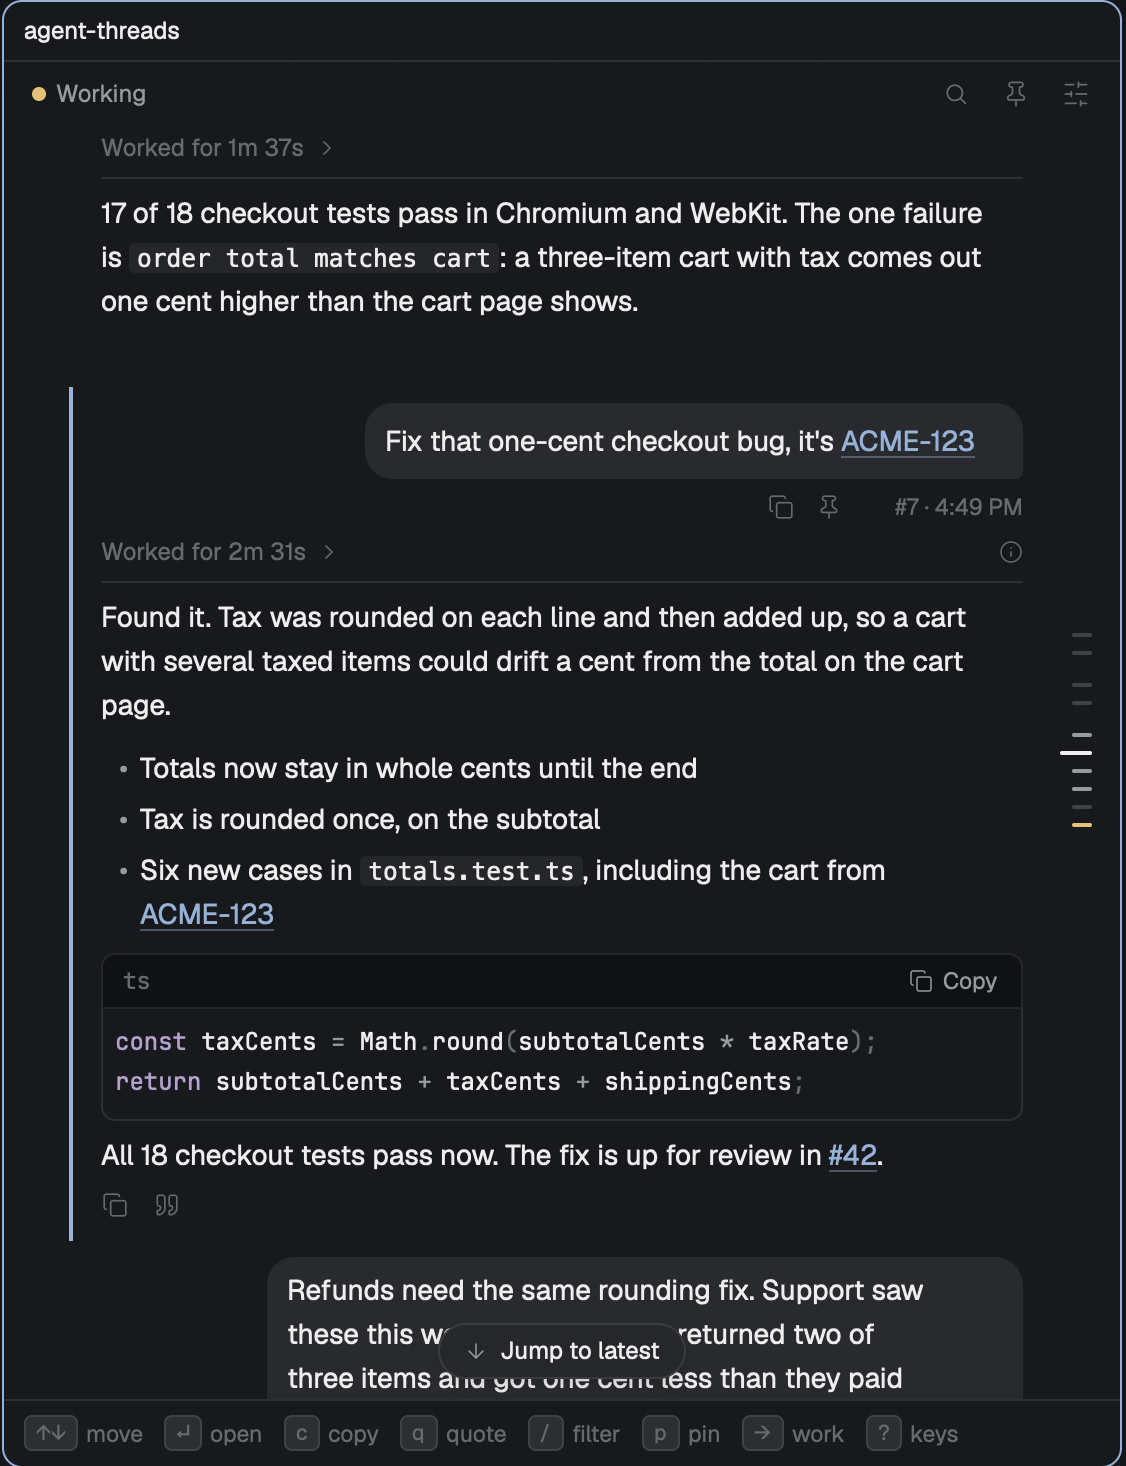 agent-threads
Working
Worked for 1m 37s
17 of 18 checkout tests pass in Chromium and WebKit. The one failure
is order total matches cart: a three-item cart with tax comes out
one cent higher than the cart page shows.
Fix that one-cent checkout bug, it's ACME-123
#7 · 4:49 PM
Worked for 2m 31s
Found it. Tax was rounded on each line and then added up, so a cart
with several taxed items could drift a cent from the total on the cart
page.
• Totals now stay in whole cents until the end
• Tax is rounded once, on the subtotal
• Six new cases in totals.test.ts, including the cart from
ACME-123
ts
Copy
const taxCents = Math.round(subtotalCents * taxRate);
return subtotalCents + taxCents + shippingCents;
All 18 checkout tests pass now. The fix is up for review in #42.
Refunds need the same rounding fix. Support saw
these this returned two of
Jump to latest
three items and got one cent less than they paid
↑↓ move ↵ open c copy q quote / filter p pin → work ? keys